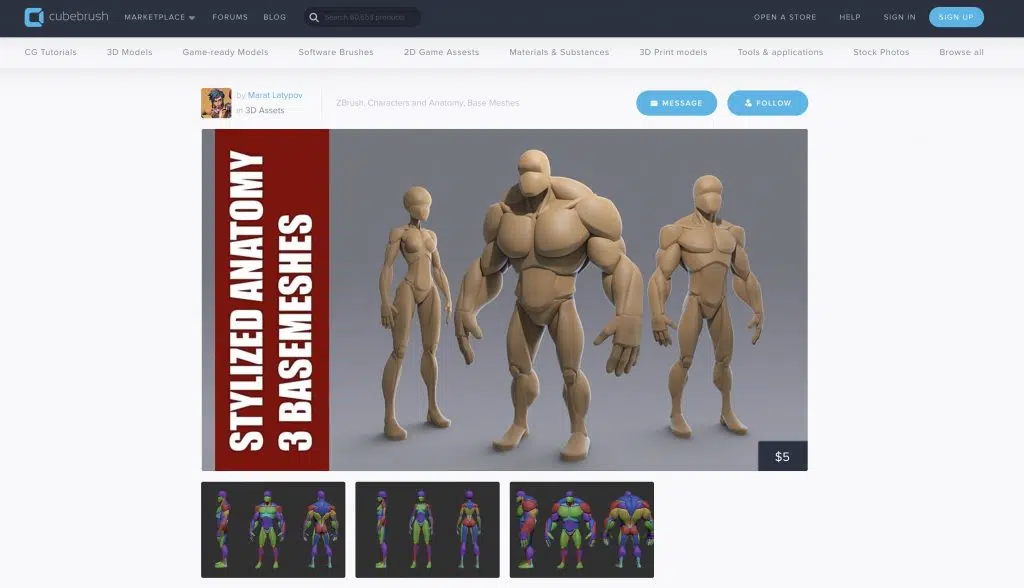 cubebrush
MARKETPLACE
FORUMS
BLOG
Search 60,654 products
OPEN A STORE
HELP
SIGN IN
SIGN UP
CG Tutorials
3D Models
Game-ready Models
Software Brushes
2D Game Assests
Materials & Substances
3D Print models
Tools & applications
Stock Photos
Browse all
by Marat Latypov
in 3D Assets
ZBrush, Characters and Anatomy, Base Meshes
MESSAGE
FOLLOW
STYLIZED ANATOMY
3 BASEMESHES
$5